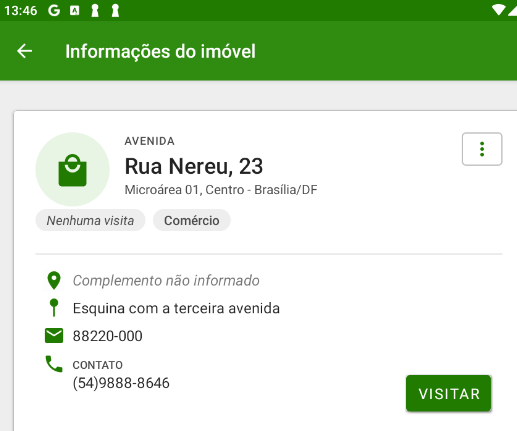 13:46
Informações do imóvel
AVENIDA
Rua Nereu, 23
Microárea 01, Centro - Brasília/DF
Nenhuma visita
Comércio
Complemento não informado
Esquina com a terceira avenida
88220-000
CONTATO
(54)9888-8646
VISITAR